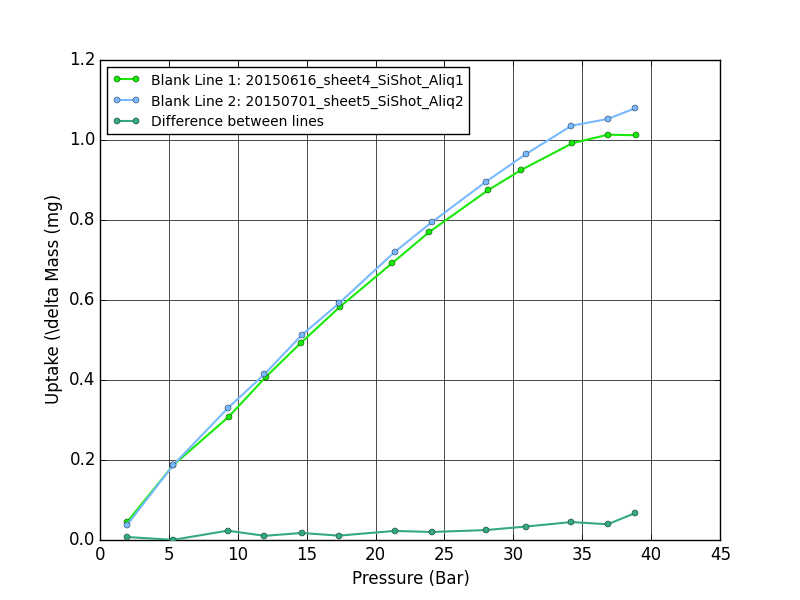 1.2
1.0
0.8
0.6
0.4
0.2
0.0
Uptake (\delta Mass (mg)
Blank Line 1: 20150616_sheet4_SiShot_Aliq1
Blank Line 2: 20150701_sheet5_SiShot_Aliq2
Difference between lines
0 5 10 15 20 25 30 35 40 45
Pressure (Bar)